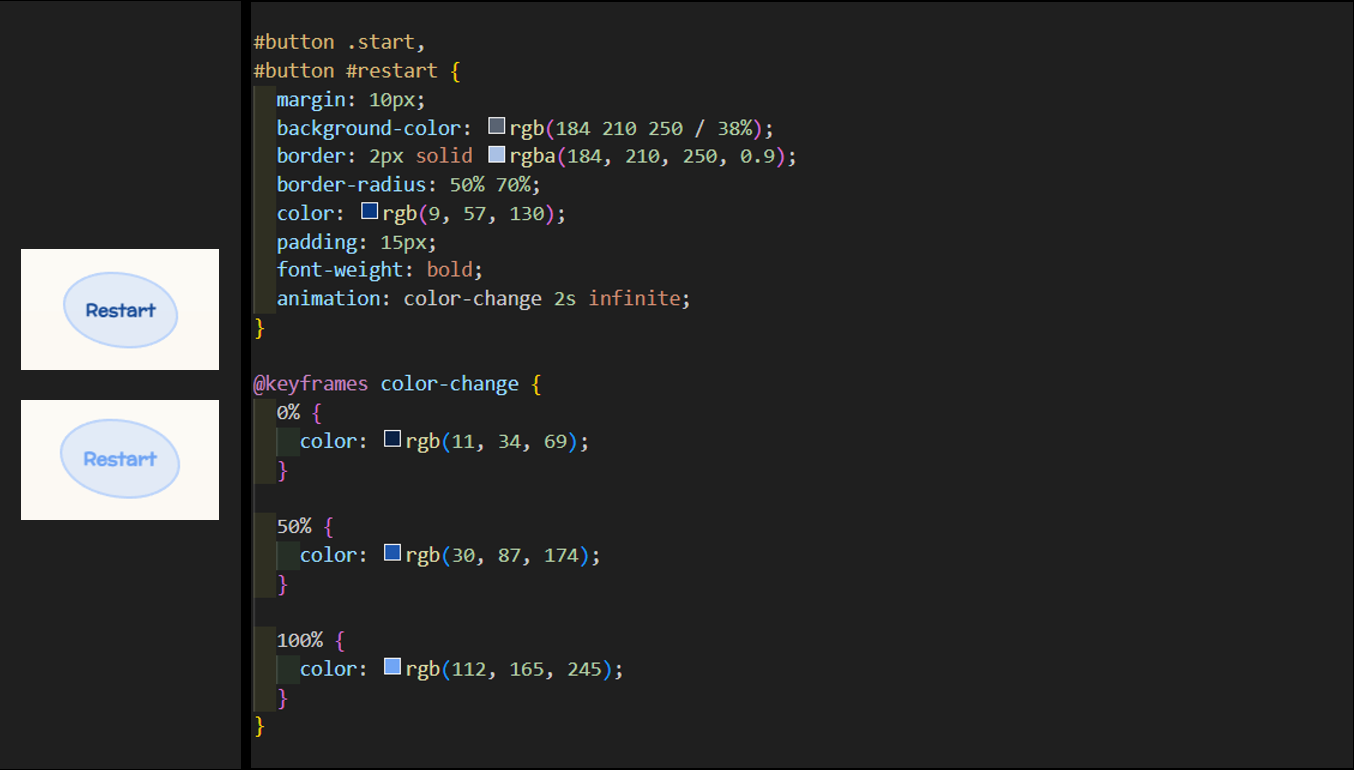 Restart
Restart
#button .start,
#button #restart {
margin: 10px;
background-color: rgb(184 210 250 / 38%);
border: 2px solid rgba(184, 210, 250, 0.9);
border-radius: 50% 70%;
color: rgb(9, 57, 130);
padding: 15px;
font-weight: bold;
animation: color-change 2s infinite;
}
@keyframes color-change {
0% {
color: rgb(11, 34, 69);
}
50% {
color: rgb(30, 87, 174);
}
100% {
color: rgb(112, 165, 245);
}
}